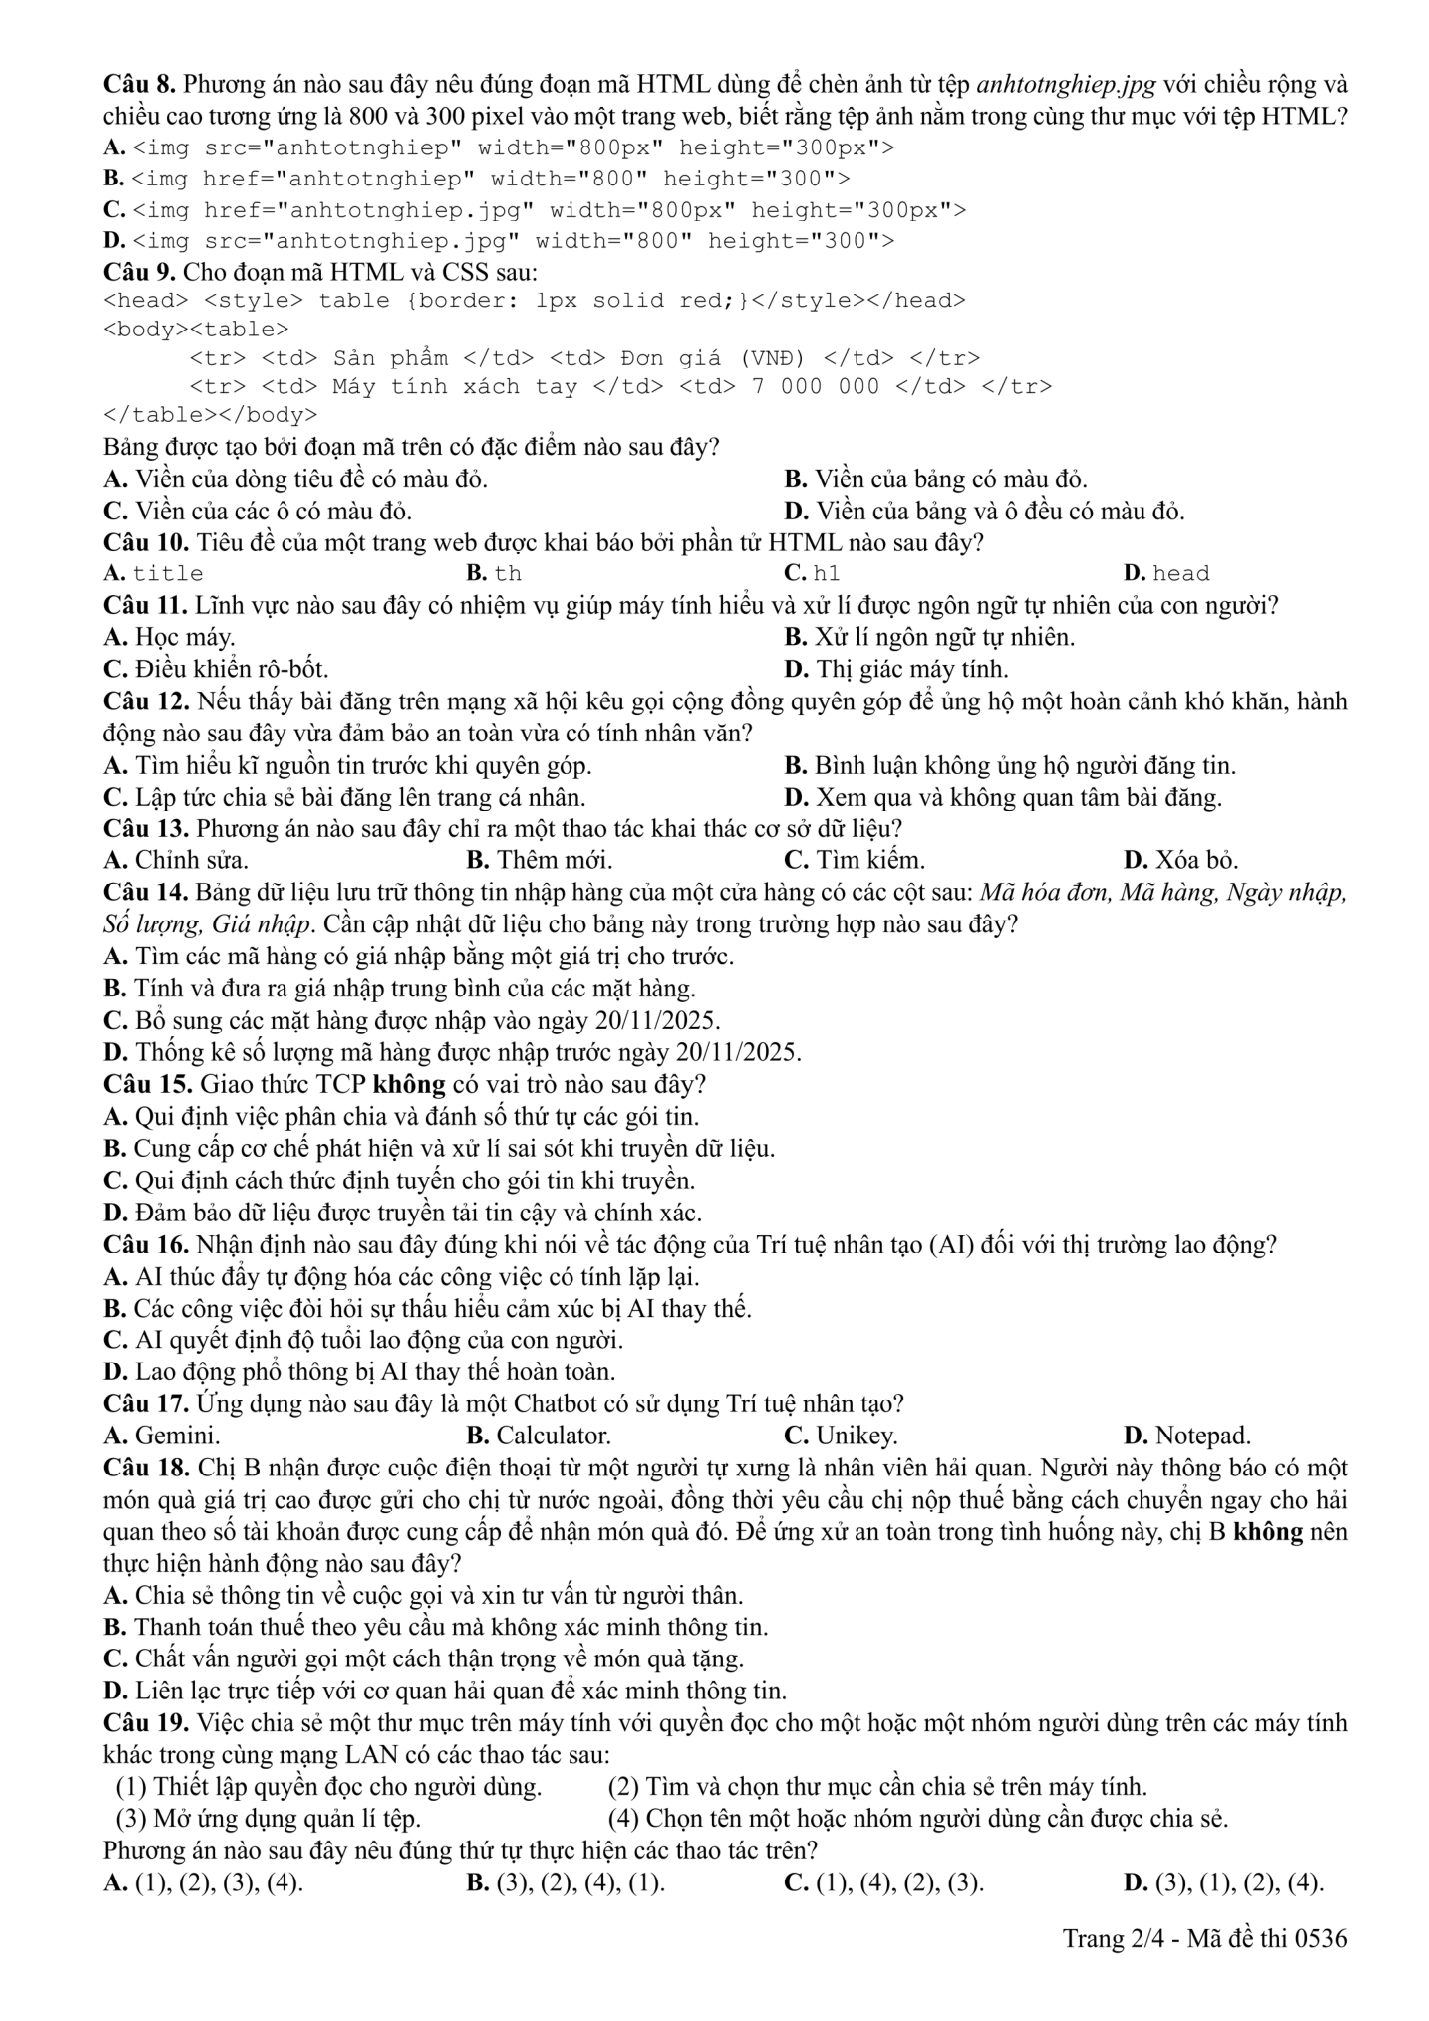 Câu 8. Phương án nào sau đây nêu đúng đoạn mã HTML dùng để chèn ảnh từ tệp anhtotnghiep.jpg với chiều rộng và
chiều cao tương ứng là 800 và 300 pixel vào một trang web, biết rằng tệp ảnh nằm trong cùng thư mục với tệp HTML?
A. <img src="anhtotnghiep" width="800px" height="300px">
B. <img href="anhtotnghiep" width="800" height="300">
C. <img href="anhtotnghiep.jpg" width="800px" height="300px">
D. <img src="anhtotnghiep.jpg" width="800" height="300">
Câu 9. Cho đoạn mã HTML và CSS sau:
<head> <style> table {border: 1px solid red;}</style></head>
<body><table>
<tr> <td> Sản phẩm </td> <td> Đơn giá (VNĐ) </td> </tr>
<tr> <td> Máy tính xách tay </td> <td> 7 000 000 </td> </tr>
</table></body>
Bảng được tạo bởi đoạn mã trên có đặc điểm nào sau đây?
A. Viền của dòng tiêu đề có màu đỏ. B. Viền của bảng có màu đỏ.
C. Viền của các ô có màu đỏ. D. Viền của bảng và ô đều có màu đỏ.
Câu 10. Tiêu đề của một trang web được khai báo bởi phần tử HTML nào sau đây?
A. title B. th C. h1 D. head
Câu 11. Lĩnh vực nào sau đây có nhiệm vụ giúp máy tính hiểu và xử lí được ngôn ngữ tự nhiên của con người?
A. Học máy. B. Xử lí ngôn ngữ tự nhiên.
C. Điều khiển rô-bốt. D. Thị giác máy tính.
Câu 12. Nếu thấy bài đăng trên mạng xã hội kêu gọi cộng đồng quyên góp để ủng hộ một hoàn cảnh khó khăn, hành
động nào sau đây vừa đảm bảo an toàn vừa có tính nhân văn?
A. Tìm hiểu kĩ nguồn tin trước khi quyên góp. B. Bình luận không ủng hộ người đăng tin.
C. Lập tức chia sẻ bài đăng lên trang cá nhân. D. Xem qua và không quan tâm bài đăng.
Câu 13. Phương án nào sau đây chỉ ra một thao tác khai thác cơ sở dữ liệu?
A. Chỉnh sửa. B. Thêm mới. C. Tìm kiếm. D. Xóa bỏ.
Câu 14. Bảng dữ liệu lưu trữ thông tin nhập hàng của một cửa hàng có các cột sau: Mã hóa đơn, Mã hàng, Ngày nhập,
Số lượng, Giá nhập. Cần cập nhật dữ liệu cho bảng này trong trường hợp nào sau đây?
A. Tìm các mã hàng có giá nhập bằng một giá trị cho trước.
B. Tính và đưa ra giá nhập trung bình của các mặt hàng.
C. Bổ sung các mặt hàng được nhập vào ngày 20/11/2025.
D. Thống kê số lượng mã hàng được nhập trước ngày 20/11/2025.
Câu 15. Giao thức TCP không có vai trò nào sau đây?
A. Qui định việc phân chia và đánh số thứ tự các gói tin.
B. Cung cấp cơ chế phát hiện và xử lí sai sót khi truyền dữ liệu.
C. Qui định cách thức định tuyến cho gói tin khi truyền.
D. Đảm bảo dữ liệu được truyền tải tin cậy và chính xác.
Câu 16. Nhận định nào sau đây đúng khi nói về tác động của Trí tuệ nhân tạo (AI) đối với thị trường lao động?
A. AI thúc đẩy tự động hóa các công việc có tính lặp lại.
B. Các công việc đòi hỏi sự thấu hiểu cảm xúc bị AI thay thế.
C. AI quyết định độ tuổi lao động của con người.
D. Lao động phổ thông bị AI thay thế hoàn toàn.
Câu 17. Ứng dụng nào sau đây là một Chatbot có sử dụng Trí tuệ nhân tạo?
A. Gemini. B. Calculator. C. Unikey. D. Notepad.
Câu 18. Chị B nhận được cuộc điện thoại từ một người tự xưng là nhân viên hải quan. Người này thông báo có một
món quà giá trị cao được gửi cho chị từ nước ngoài, đồng thời yêu cầu chị nộp thuế bằng cách chuyển ngay cho hải
quan theo số tài khoản được cung cấp để nhận món quà đó. Để ứng xử an toàn trong tình huống này, chị B không nên
thực hiện hành động nào sau đây?
A. Chia sẻ thông tin về cuộc gọi và xin tư vấn từ người thân.
B. Thanh toán thuế theo yêu cầu mà không xác minh thông tin.
C. Chất vấn người gọi một cách thận trọng về món quà tặng.
D. Liên lạc trực tiếp với cơ quan hải quan để xác minh thông tin.
Câu 19. Việc chia sẻ một thư mục trên máy tính với quyền đọc cho một hoặc một nhóm người dùng trên các máy tính
khác trong cùng mạng LAN có các thao tác sau:
(1) Thiết lập quyền đọc cho người dùng. (2) Tìm và chọn thư mục cần chia sẻ trên máy tính.
(3) Mở ứng dụng quản lí tệp. (4) Chọn tên một hoặc nhóm người dùng cần được chia sẻ.
Phương án nào sau đây nêu đúng thứ tự thực hiện các thao tác trên?
A. (1), (2), (3), (4). B. (3), (2), (4), (1). C. (1), (4), (2), (3). D. (3), (1), (2), (4).
Trang 2/4 - Mã đề thi 0536